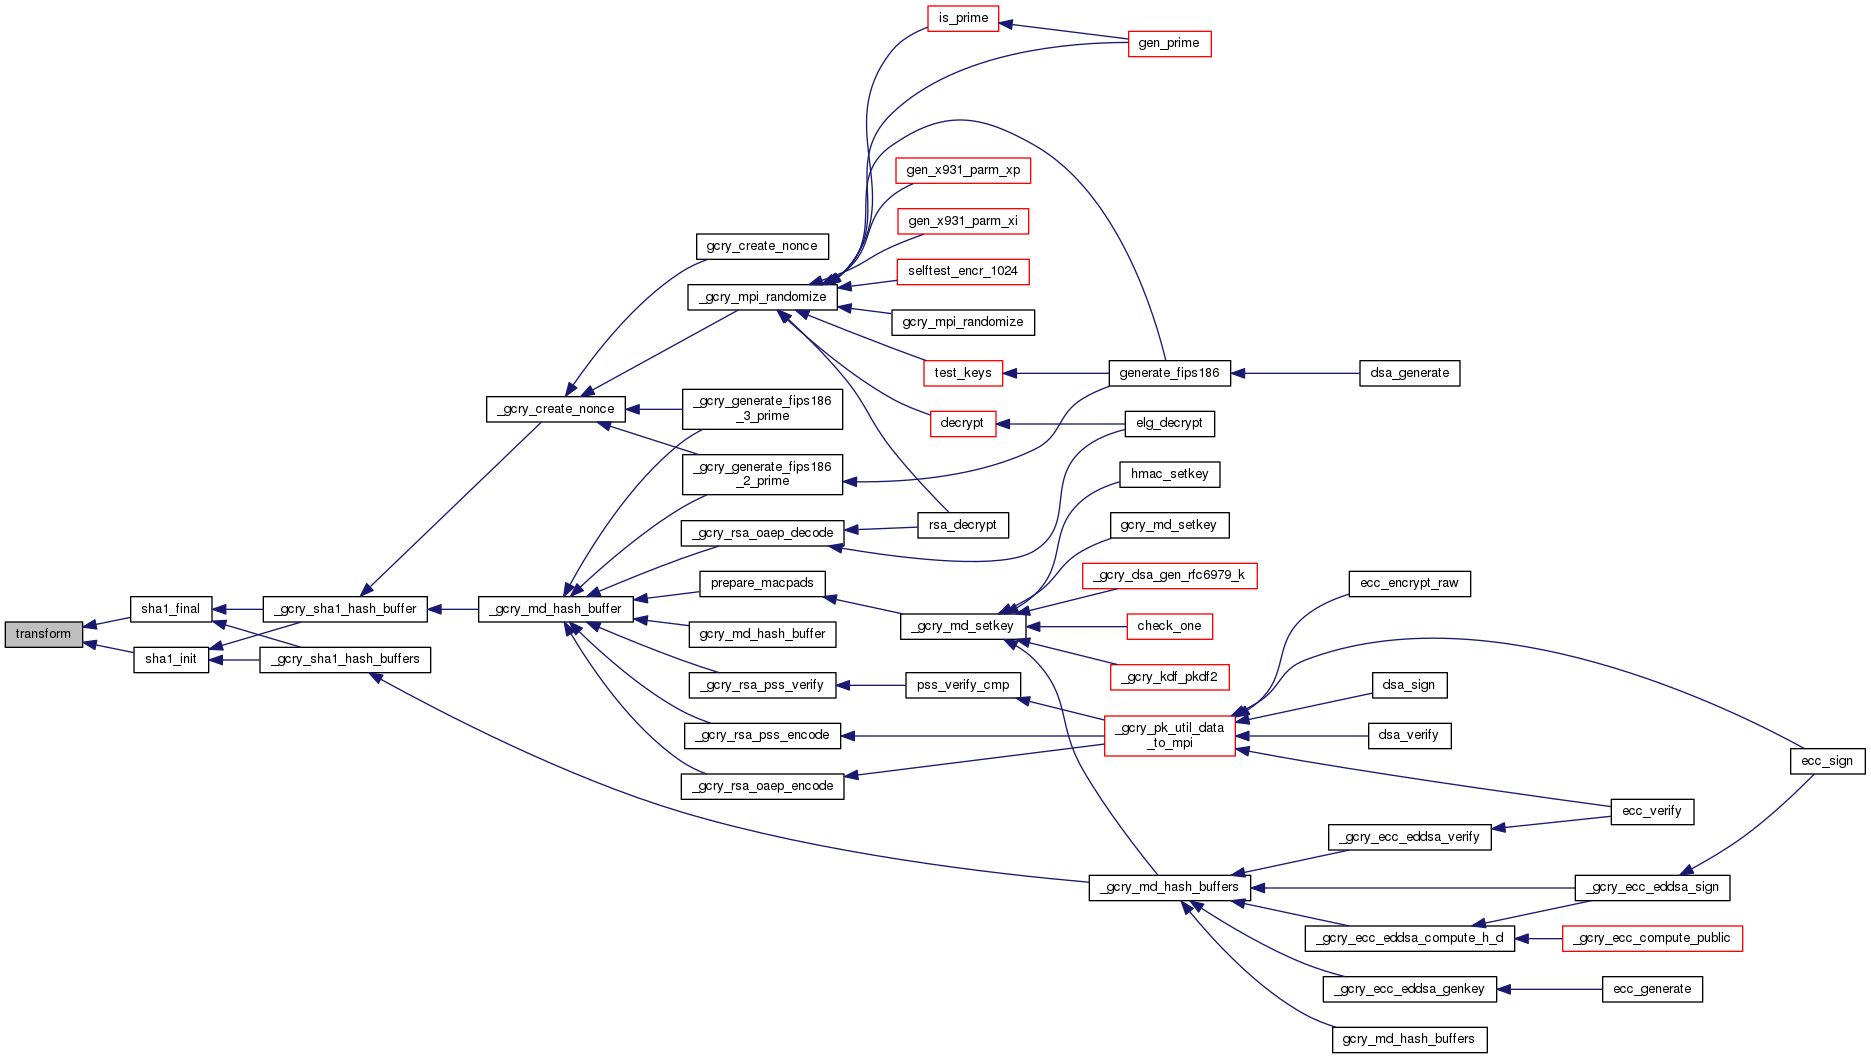 is_prime
gen_prime
gen_x931_parm_xp
gen_x931_parm_xi
gcry_create_nonce
selftest_encr_1024
_gcry_mpi_randomize
gcry_mpi_randomize
test_keys
generate_fips186
dsa_generate
_gcry_create_nonce
_gcry_generate_fips186
_3_prime
decrypt
elg_decrypt
_gcry_generate_fips186
_2_prime
hmac_setkey
_gcry_rsa_oaep_decode
rsa_decrypt
gcry_md_setkey
prepare_macpads
_gcry_dsa_gen_rfc6979_k
ecc_encrypt_raw
sha1_final
_gcry_sha1_hash_buffer
_gcry_md_hash_buffer
transform
gcry_md_hash_buffer
_gcry_md_setkey
check_one
sha1_init
_gcry_sha1_hash_buffers
_gcry_rsa_pss_verify
pss_verify_cmp
_gcry_kdf_pkdf2
dsa_sign
_gcry_rsa_pss_encode
_gcry_pk_util_data
_to_mpi
dsa_verify
ecc_sign
_gcry_rsa_oaep_encode
ecc_verify
_gcry_ecc_eddsa_verify
_gcry_md_hash_buffers
_gcry_ecc_eddsa_sign
_gcry_ecc_eddsa_compute_h_d
_gcry_ecc_compute_public
_gcry_ecc_eddsa_genkey
ecc_generate
gcry_md_hash_buffers